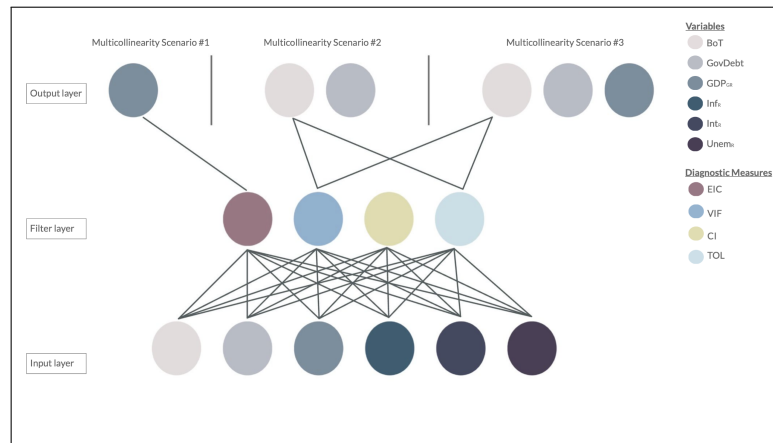 Multicollinearity Scenario #1
Multicollinearity Scenario #2
Multicollinearity Scenario #3
Output layer
Filter layer
Input layer
Variables
BoT
GovDebt
GDPGR
InfR
IntR
UnemR
Diagnostic Measures
EIC
VIF
CI
TOL